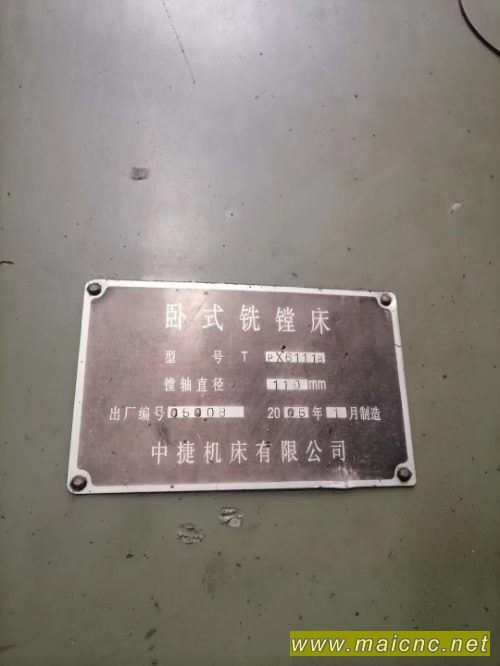 卧式铣镗床
型 号 T PX6111B
镗轴直径 110 mm
出厂编号 05008 2005年1月制造
中捷机床有限公司
www.maicnc.net